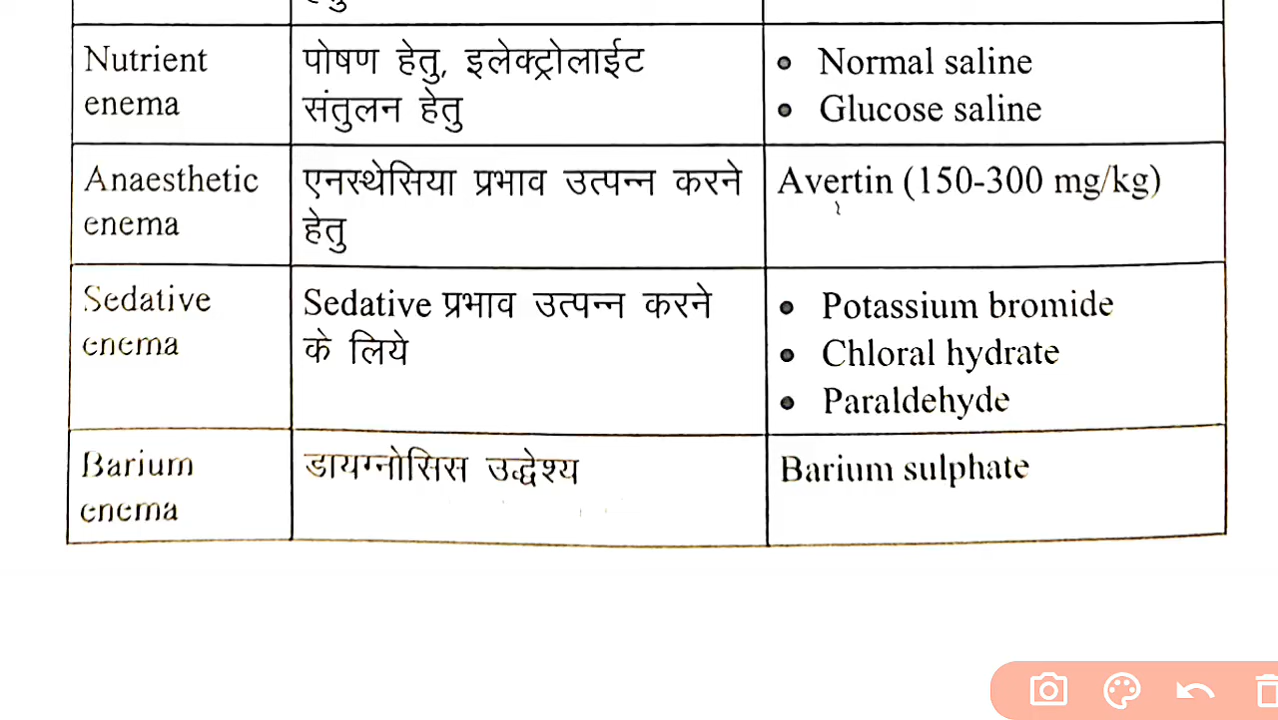 Nutrient
enema
पोषण हेतु, इलेक्ट्रोलाईट
संतुलन हेतु
• Normal saline
• Glucose saline
Anaesthetic
enema
एनस्थेसिया प्रभाव उत्पन्न करने
हेतु
Avertin (150-300 mg/kg)
Sedative
enema
Sedative प्रभाव उत्पन्न करने
के लिये
• Potassium bromide
• Chloral hydrate
• Paraldehyde
Barium
enema
डायग्नोसिस उद्धेश्य
Barium sulphate